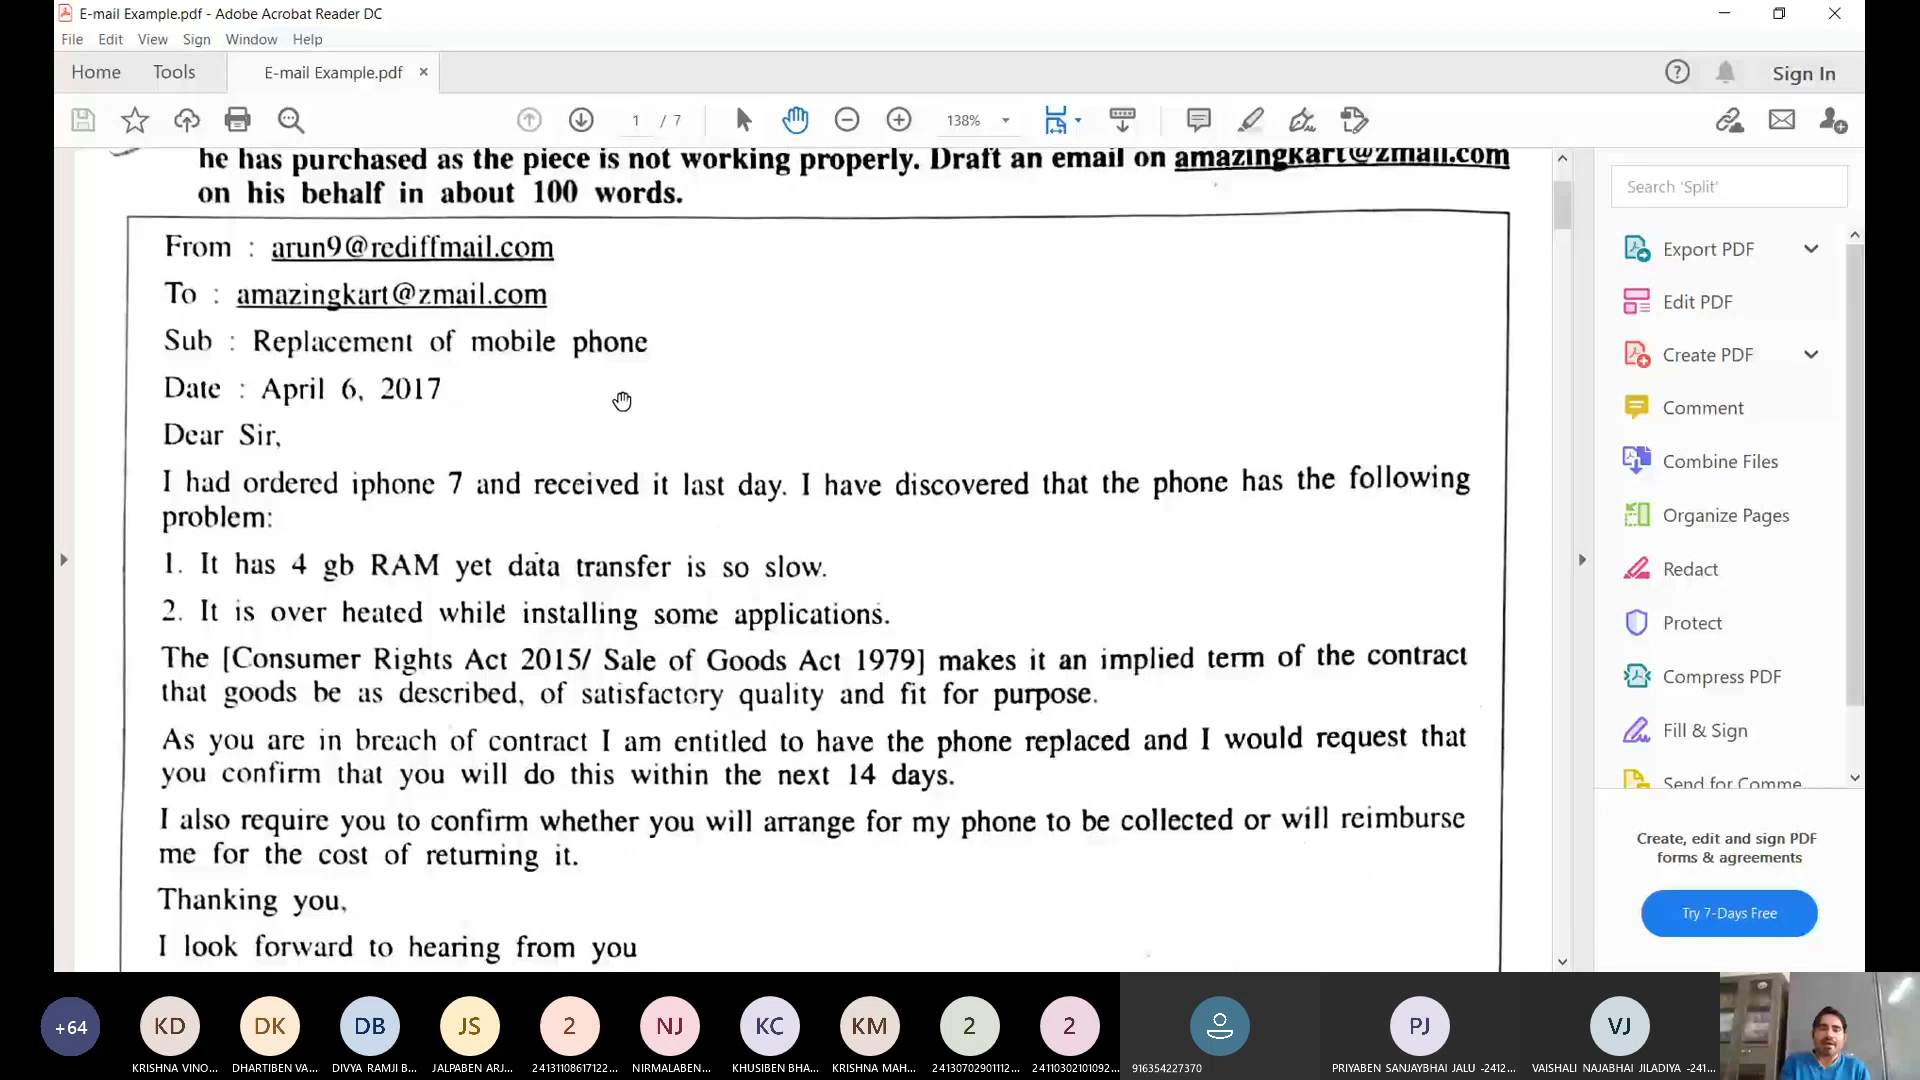 E-mail Example.pdf - Adobe Acrobat Reader DC
File Edit View Sign Window Help
Home Tools E-mail Example.pdf × Sign In
1 / 7 138%
he has purchased as the piece is not working properly. Draft an email on amazingkart@zmail.com
on his behalf in about 100 words.
From : arun9@rediffmail.com
To : amazingkart@zmail.com
Sub : Replacement of mobile phone
Date : April 6, 2017
Dear Sir,
I had ordered iphone 7 and received it last day. I have discovered that the phone has the following
problem:
1. It has 4 gb RAM yet data transfer is so slow.
2. It is over heated while installing some applications.
The [Consumer Rights Act 2015/ Sale of Goods Act 1979] makes it an implied term of the contract
that goods be as described, of satisfactory quality and fit for purpose.
As you are in breach of contract I am entitled to have the phone replaced and I would request that
you confirm that you will do this within the next 14 days.
I also require you to confirm whether you will arrange for my phone to be collected or will reimburse
me for the cost of returning it.
Thanking you,
I look forward to hearing from you
Search 'Split'
Export PDF
Edit PDF
Create PDF
Comment
Combine Files
Organize Pages
Redact
Protect
Compress PDF
Fill & Sign
Send for Comme
Create, edit and sign PDF
forms & agreements
Try 7-Days Free
+64 KD DK DB JS 2 NJ KC KM 2 2 PJ VJ
KRISHNA VINO... DHARTIBEN VA... DIVYA RAMJI B... JALPABEN ARJ... 24131108617122... NIRMALABEN... KHUSIBEN BHA... KRISHNA MAH... 24130702901112... 24110302101092... 916354227370 PRIYABEN SANJAYBHAI JALU -2412... VAISHALI NAJABHAI JILADIYA -241...